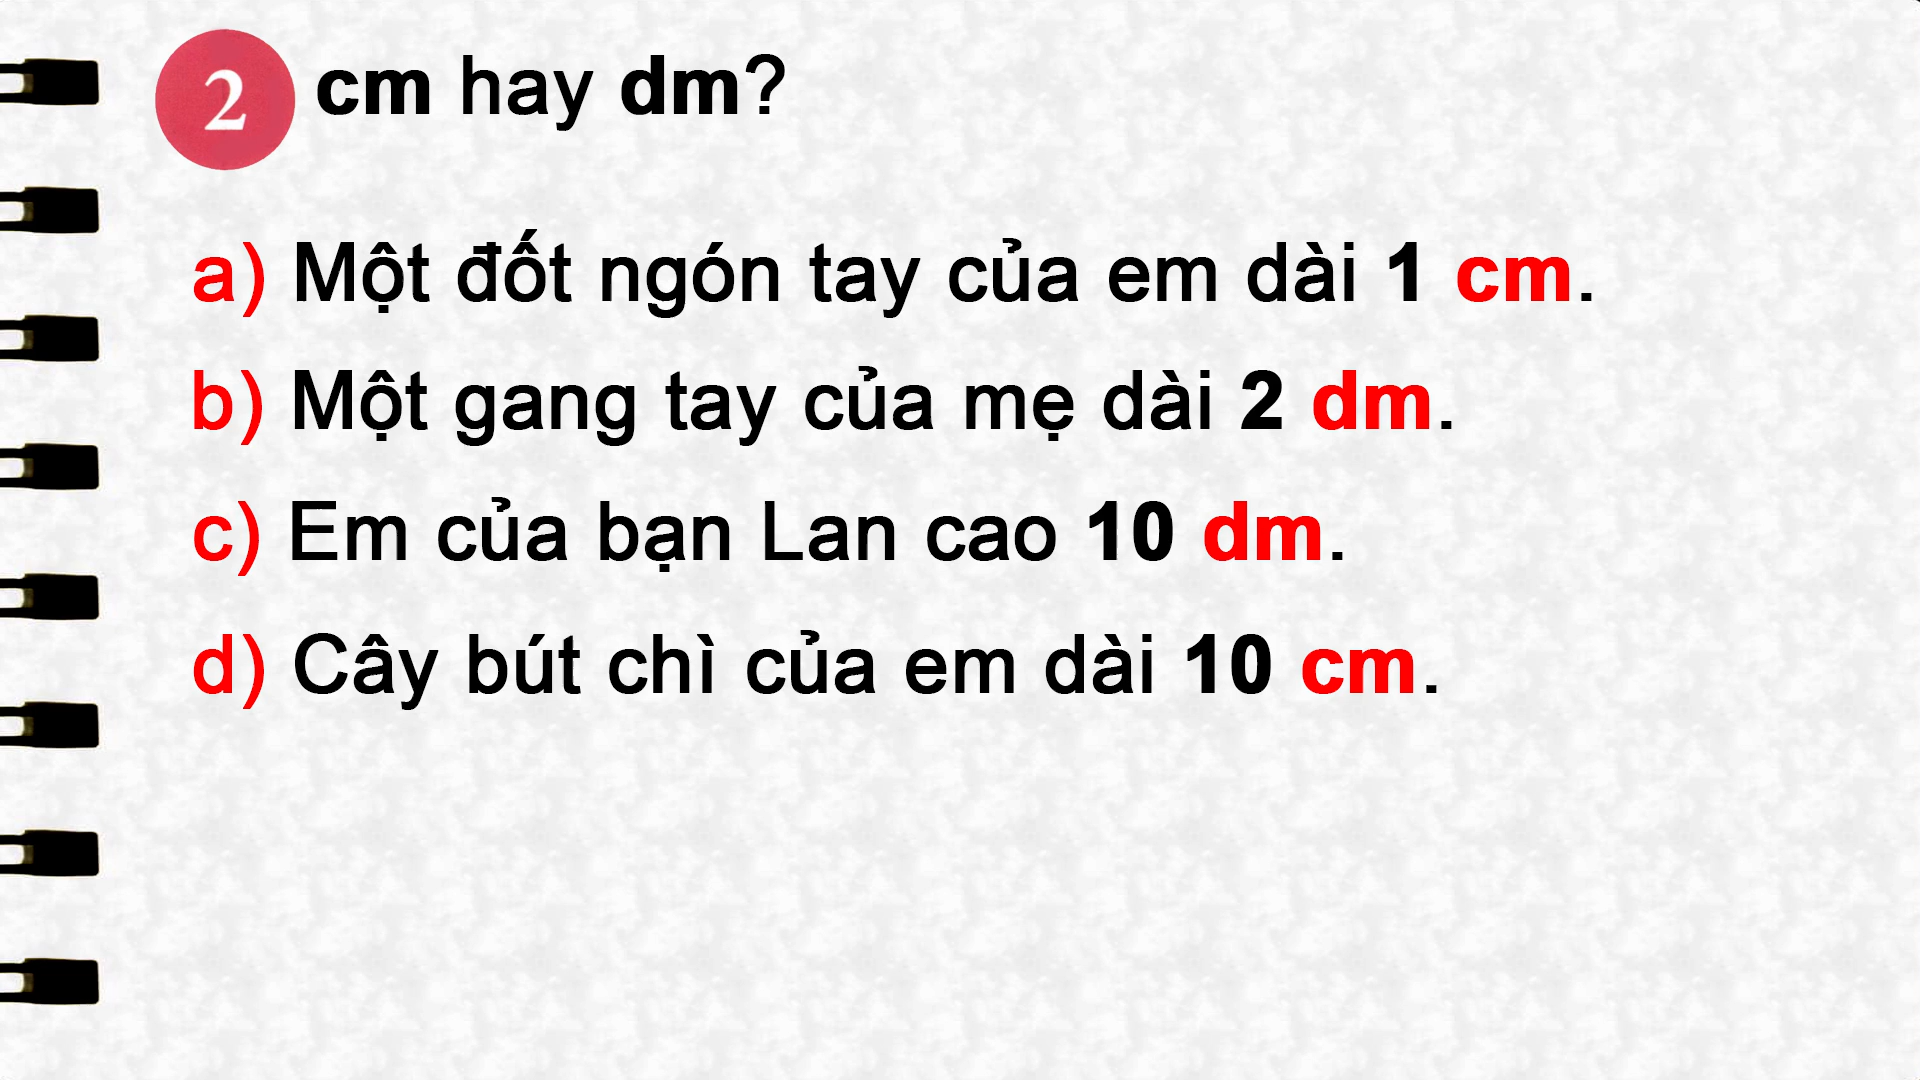 2 cm hay dm?
a) Một đốt ngón tay của em dài 1 cm.
b) Một gang tay của mẹ dài 2 dm.
c) Em của bạn Lan cao 10 dm.
d) Cây bút chì của em dài 10 cm.